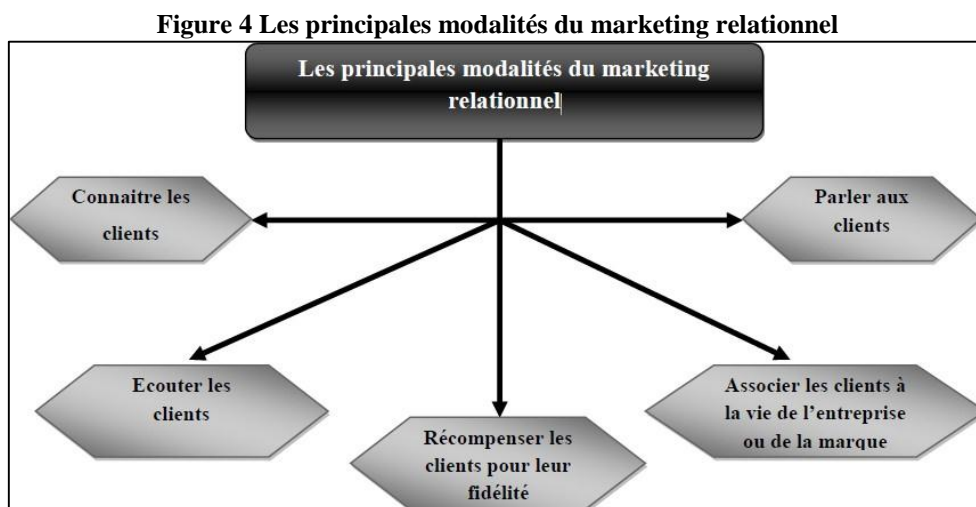 Figure 4 Les principales modalités du marketing relationnel
Les principales modalités du marketing
relationnel
Connaitre les
clients
Parler aux
clients
Ecouter les
clients
Récompenser les
clients pour leur
fidélité
Associer les clients à
la vie de l'entreprise
ou de la marque